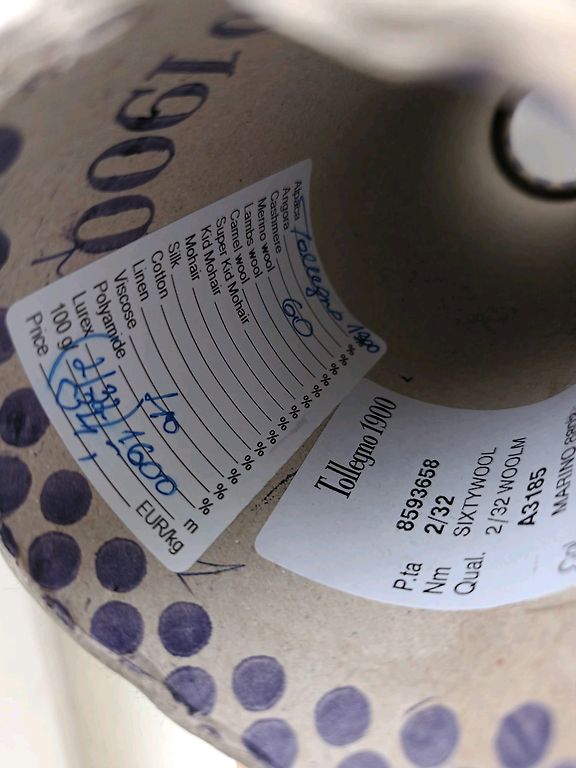 1900
Alpaca %
Angora Tollegno 1900 %
Cashmere %
Merino wool 60 %
Lambs wool %
Camel wool %
Super Kid Mohair %
Kid Mohair %
Mohair %
Silk %
Cotton %
Linen %
Viscose %
Polyamide 40 %
Lurex %
100 g (2/32) ~1600 m
Price EUR/kg
Tollegno 1900
P.ta 8593658
Nm 2/32
Qual. SIXTYWOOL
2/32 WOOLM
A3185
MARINO